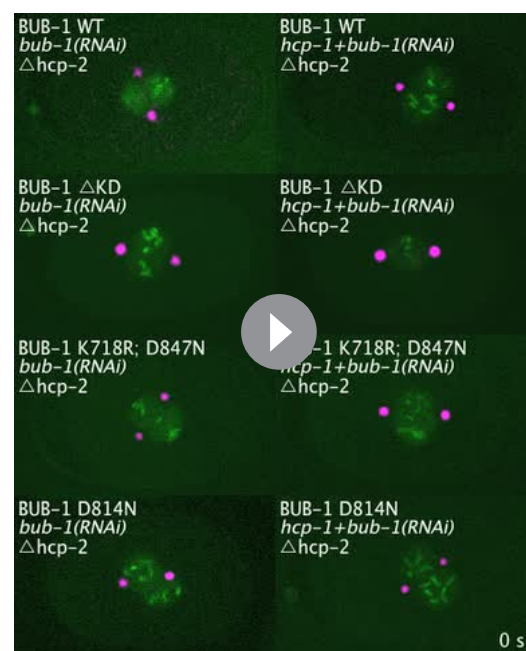 BUB-1 WT
bub-1(RNAi)
△hcp-2
BUB-1 WT
hcp-1+bub-1(RNAi)
△hcp-2
BUB-1 △KD
bub-1(RNAi)
△hcp-2
BUB-1 △KD
hcp-1+bub-1(RNAi)
△hcp-2
BUB-1 K718R; D847N
bub-1(RNAi)
△hcp-2
-1 K718R; D847N
hcp-1+bub-1(RNAi)
△hcp-2
BUB-1 D814N
bub-1(RNAi)
△hcp-2
BUB-1 D814N
hcp-1+bub-1(RNAi)
△hcp-2
0 s